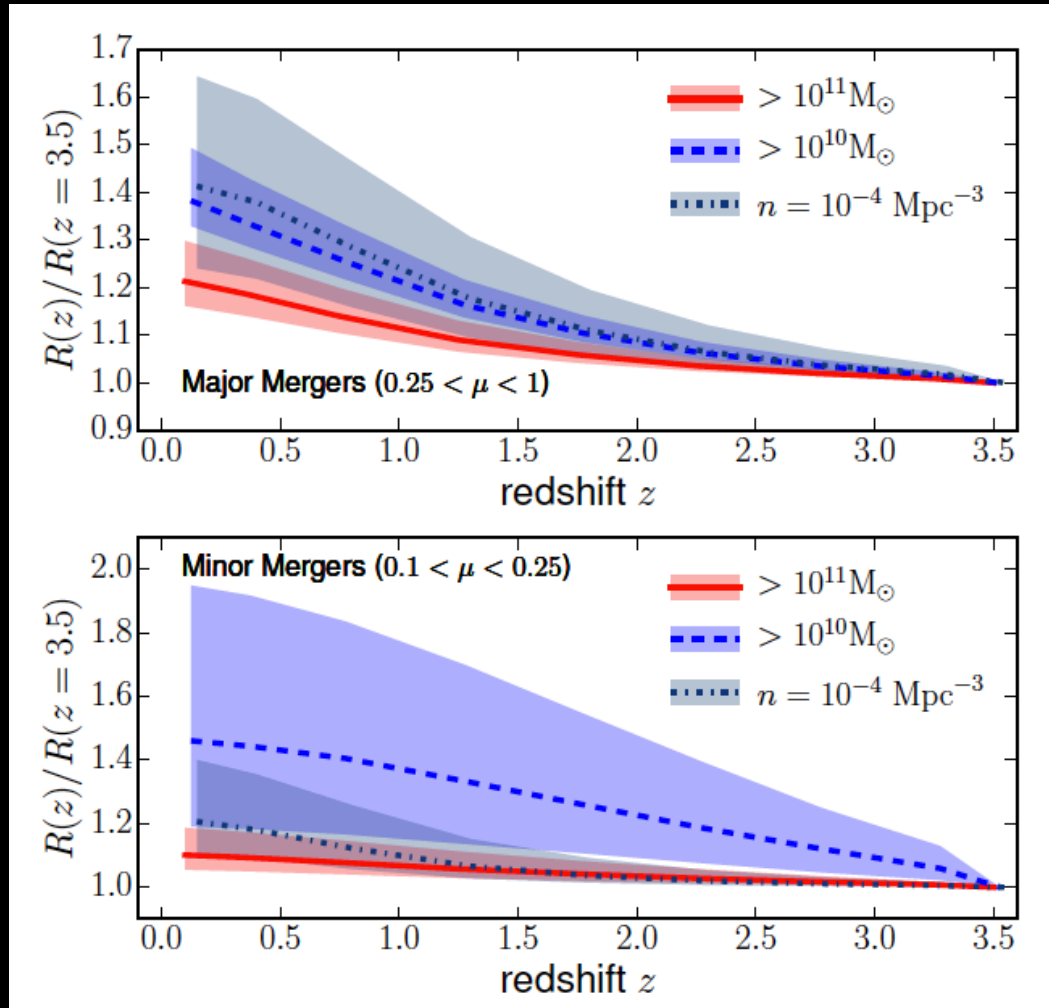 1.7
1.6
1.5
1.4
1.3
1.2
1.1
1.0
0.9
R(z)/R(z = 3.5)
> 10¹¹M☉
> 10¹⁰M☉
n = 10⁻⁴ Mpc⁻³
Major Mergers (0.25 < μ < 1)
0.0 0.5 1.0 1.5 2.0 2.5 3.0 3.5
redshift z
2.0
1.8
1.6
1.4
1.2
1.0
R(z)/R(z = 3.5)
Minor Mergers (0.1 < μ < 0.25)
> 10¹¹M☉
> 10¹⁰M☉
n = 10⁻⁴ Mpc⁻³
0.0 0.5 1.0 1.5 2.0 2.5 3.0 3.5
redshift z